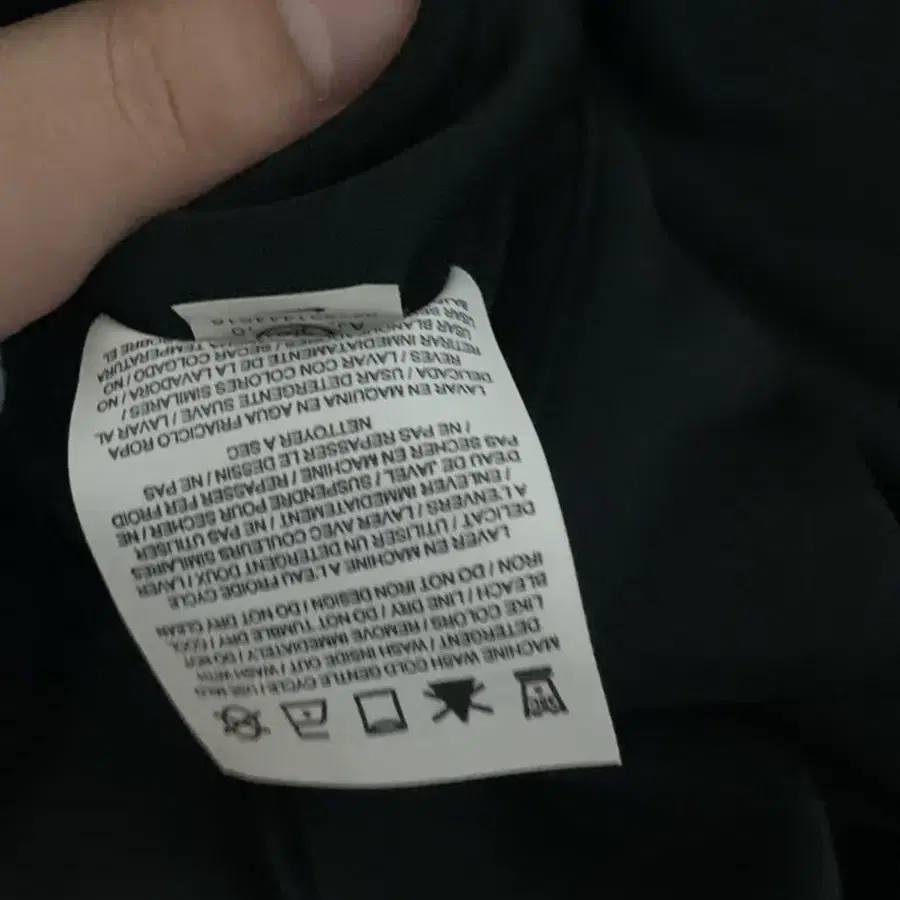 MACHINE WASH COLD GENTLE CYCLE / USE MILD
DETERGENT / WASH INSIDE OUT / WASH WITH
LIKE COLORS / REMOVE IMMEDIATELY / DO NOT
BLEACH / LINE DRY / DO NOT TUMBLE DRY / COOL
IRON / DO NOT IRON DESIGN / DO NOT DRY CLEAN
LAVER EN MACHINE A L'EAU FROIDE CYCLE
DELICAT / UTILISER UN DETERGENT DOUX / LAVER
A L'ENVERS / LAVER AVEC COULEURS SIMILAIRES
/ ENLEVER IMMEDIATEMENT / NE PAS UTILISER
D'EAU DE JAVEL / SUSPENDRE POUR SECHER / NE
PAS SECHER EN MACHINE / REPASSER PER FROID
/ NE PAS REPASSER LE DESSIN / NE PAS
NETTOYER A SEC
LAVAR EN MAQUINA EN AGUA FRIA/CICLO ROPA
DELICADA / USAR DETERGENTE SUAVE / LAVAR AL
REVES / LAVAR CON COLORES SIMILARES /
RETIRAR INMEDIATAMENTE DE LA LAVADORA / NO
USAR / SECAR COLGADO / NO
USAR TEMPERATURA